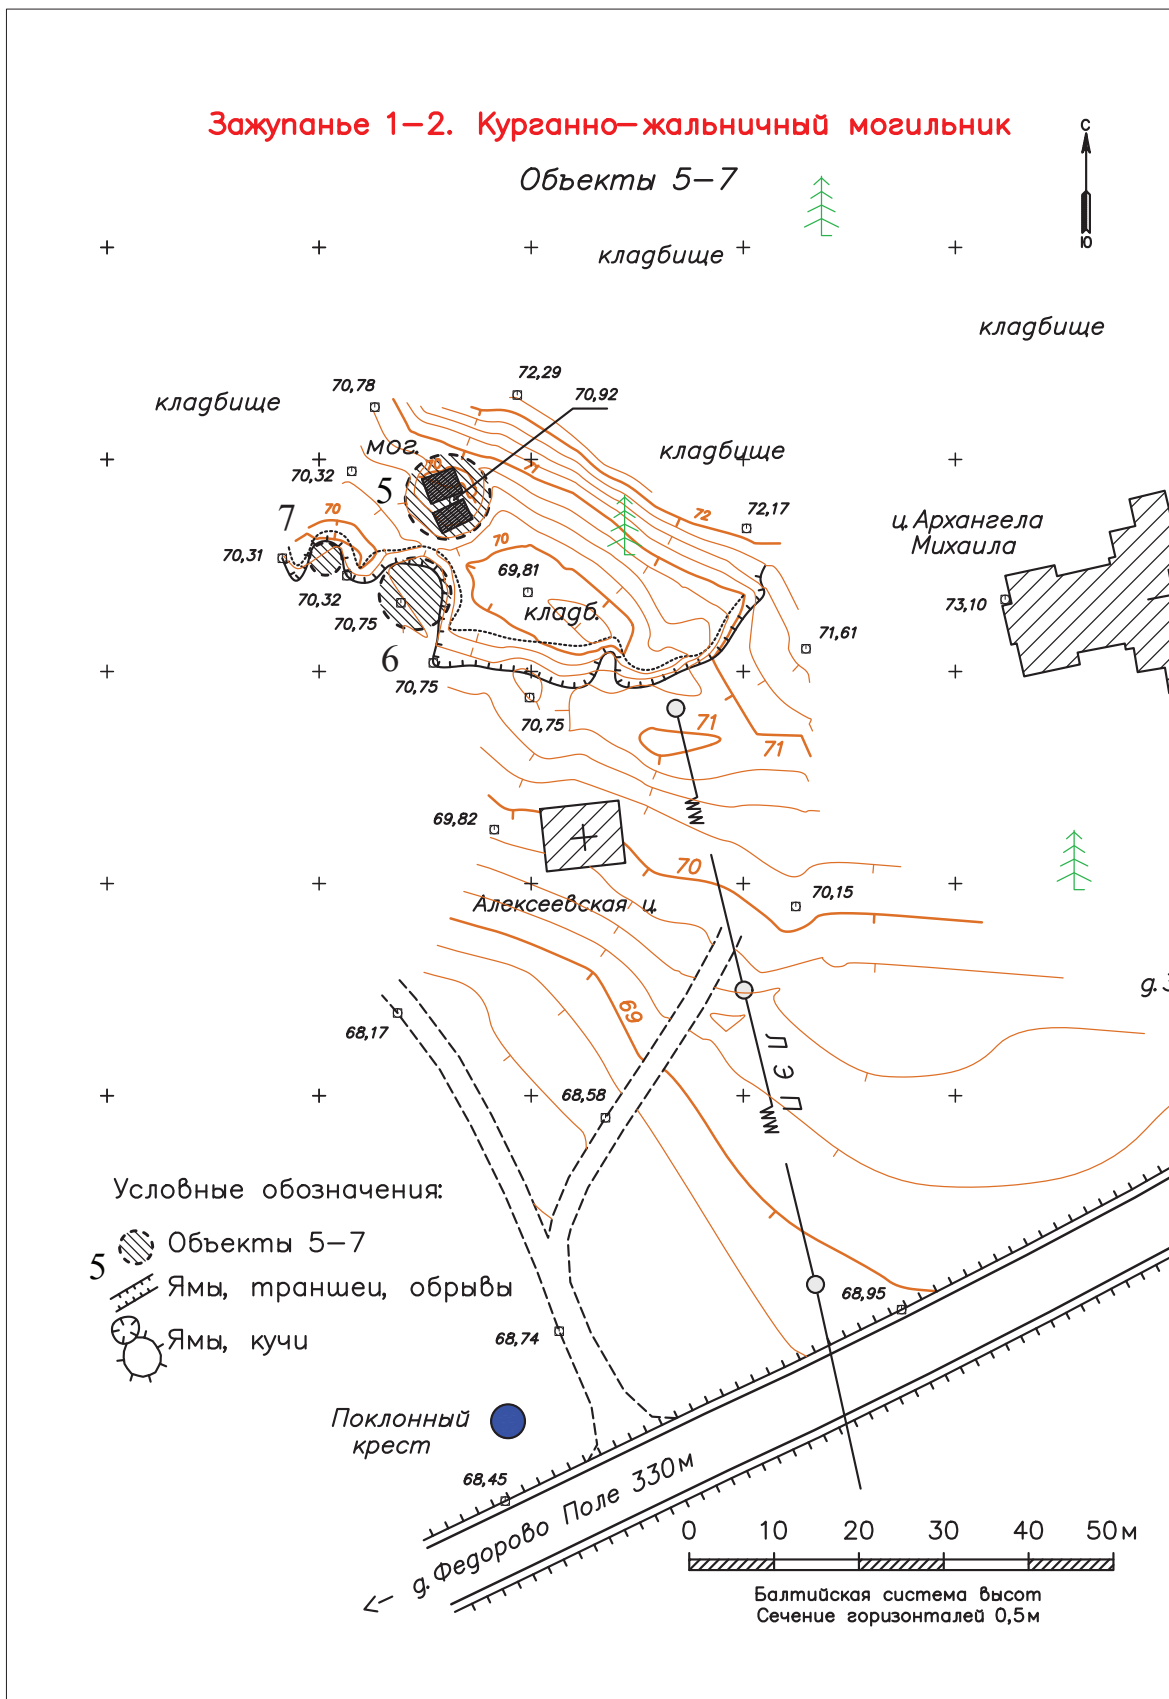 Зажупанье 1–2. Курганно–жальничный могильник
Объекты 5–7
С
Ю
кладбище
кладбище
кладбище
70,78
72,29
70,92
мог.
70
кладбище
71
70,32
5
7
70
72
72,17
ц.Архангела
Михаила
70,31
70
69,81
70,32
кладб.
73,10
70,75
6
71,61
70,75
70,75
71
71
69,82
70
70,15
Алексеевская ц.
д.З
69
68,17
ЛЭП
68,58
Условные обозначения:
5
Объекты 5–7
Ямы, траншеи, обрывы
Ямы, кучи
68,95
68,74
Поклонный
крест
68,45
д.Федорово Поле 330м
0 10 20 30 40 50м
Балтийская система высот
Сечение горизонталей 0,5м